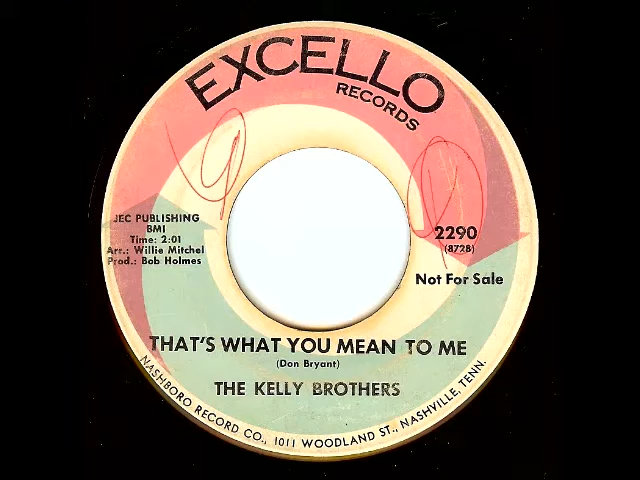 EXCELLO
RECORDS
JEC PUBLISHING
BMI
Time: 2:01
Arr.: Willie Mitchel
Prod.: Bob Holmes
2290
(8728)
Not For Sale
THAT'S WHAT YOU MEAN TO ME
(Don Bryant)
THE KELLY BROTHERS
NASHBORO RECORD CO., 1011 WOODLAND ST., NASHVILLE, TENN.